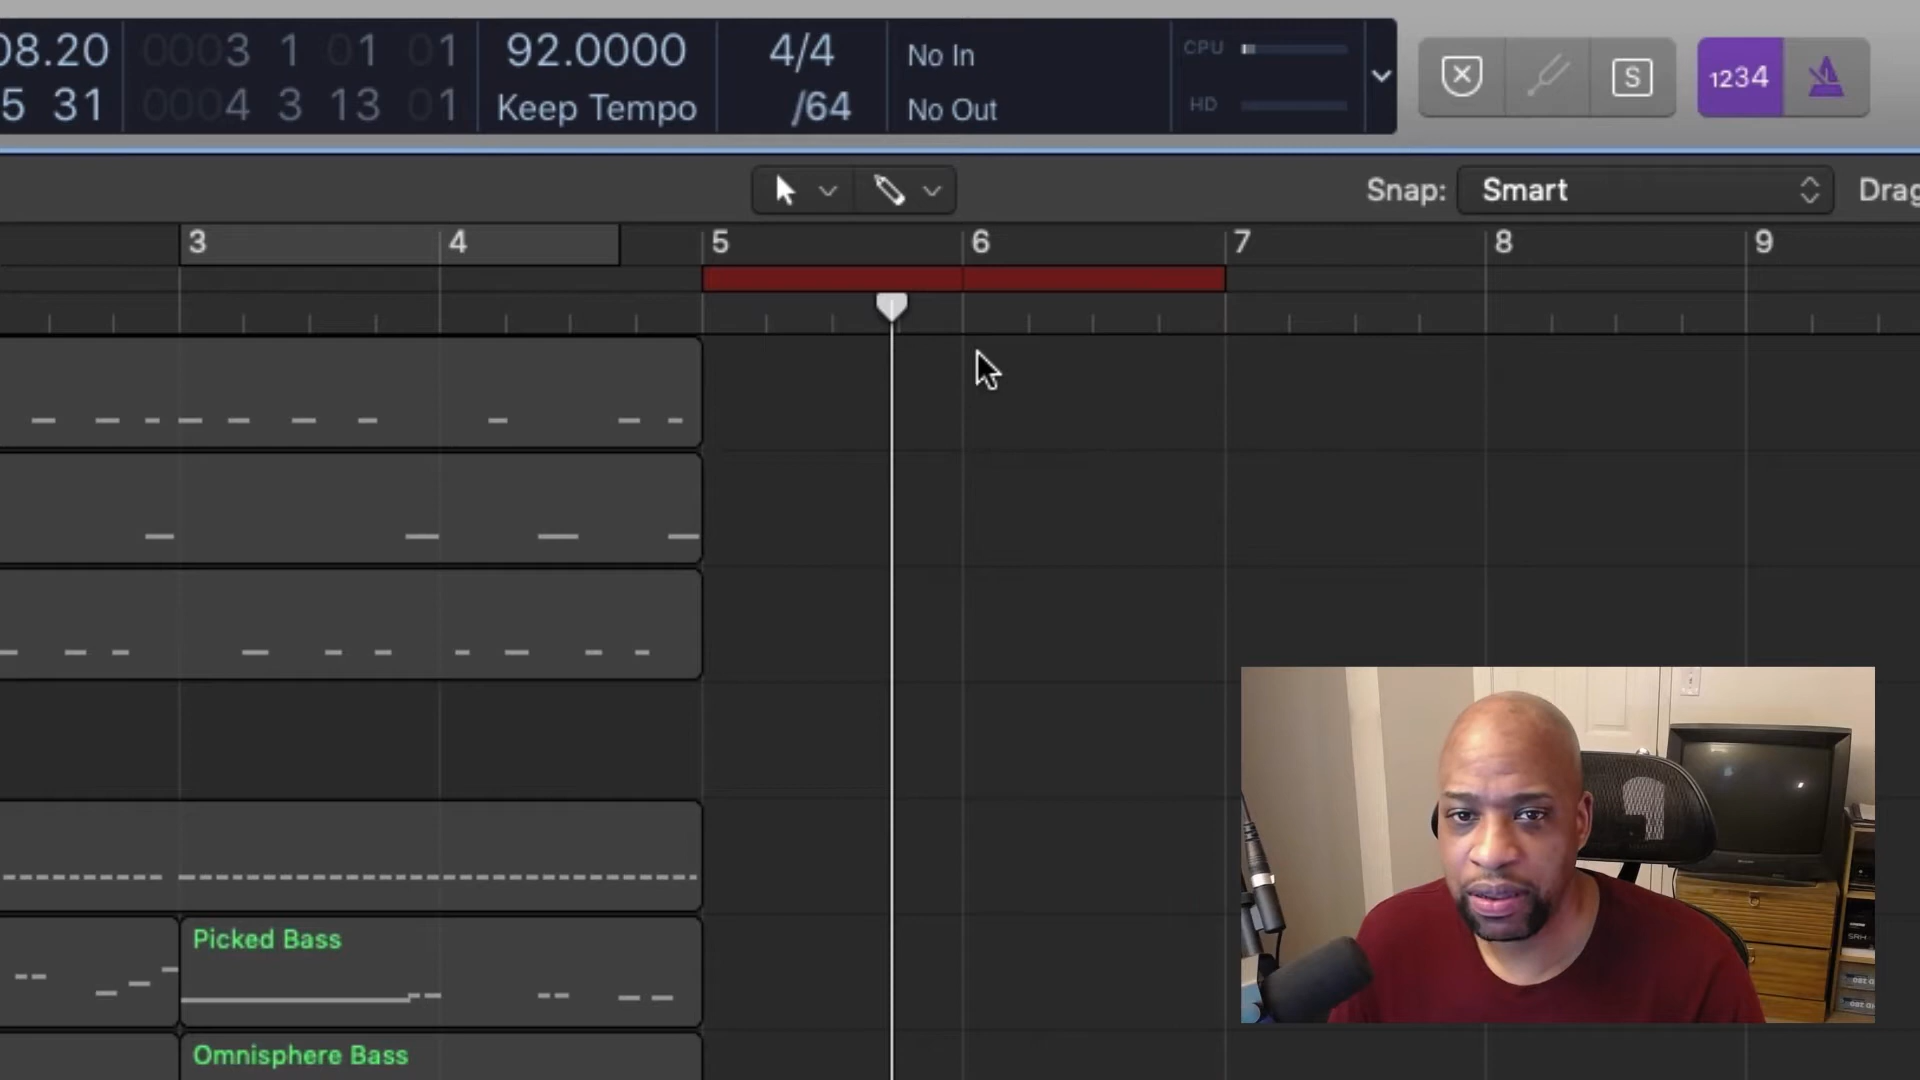 08.20 0003 1 01 01 92.0000 4/4 No In CPU
5 31 0004 3 13 01 Keep Tempo /64 No Out HD
S 1234
Snap: Smart Drag
3 4 5 6 7 8 9
Picked Bass
Omnisphere Bass